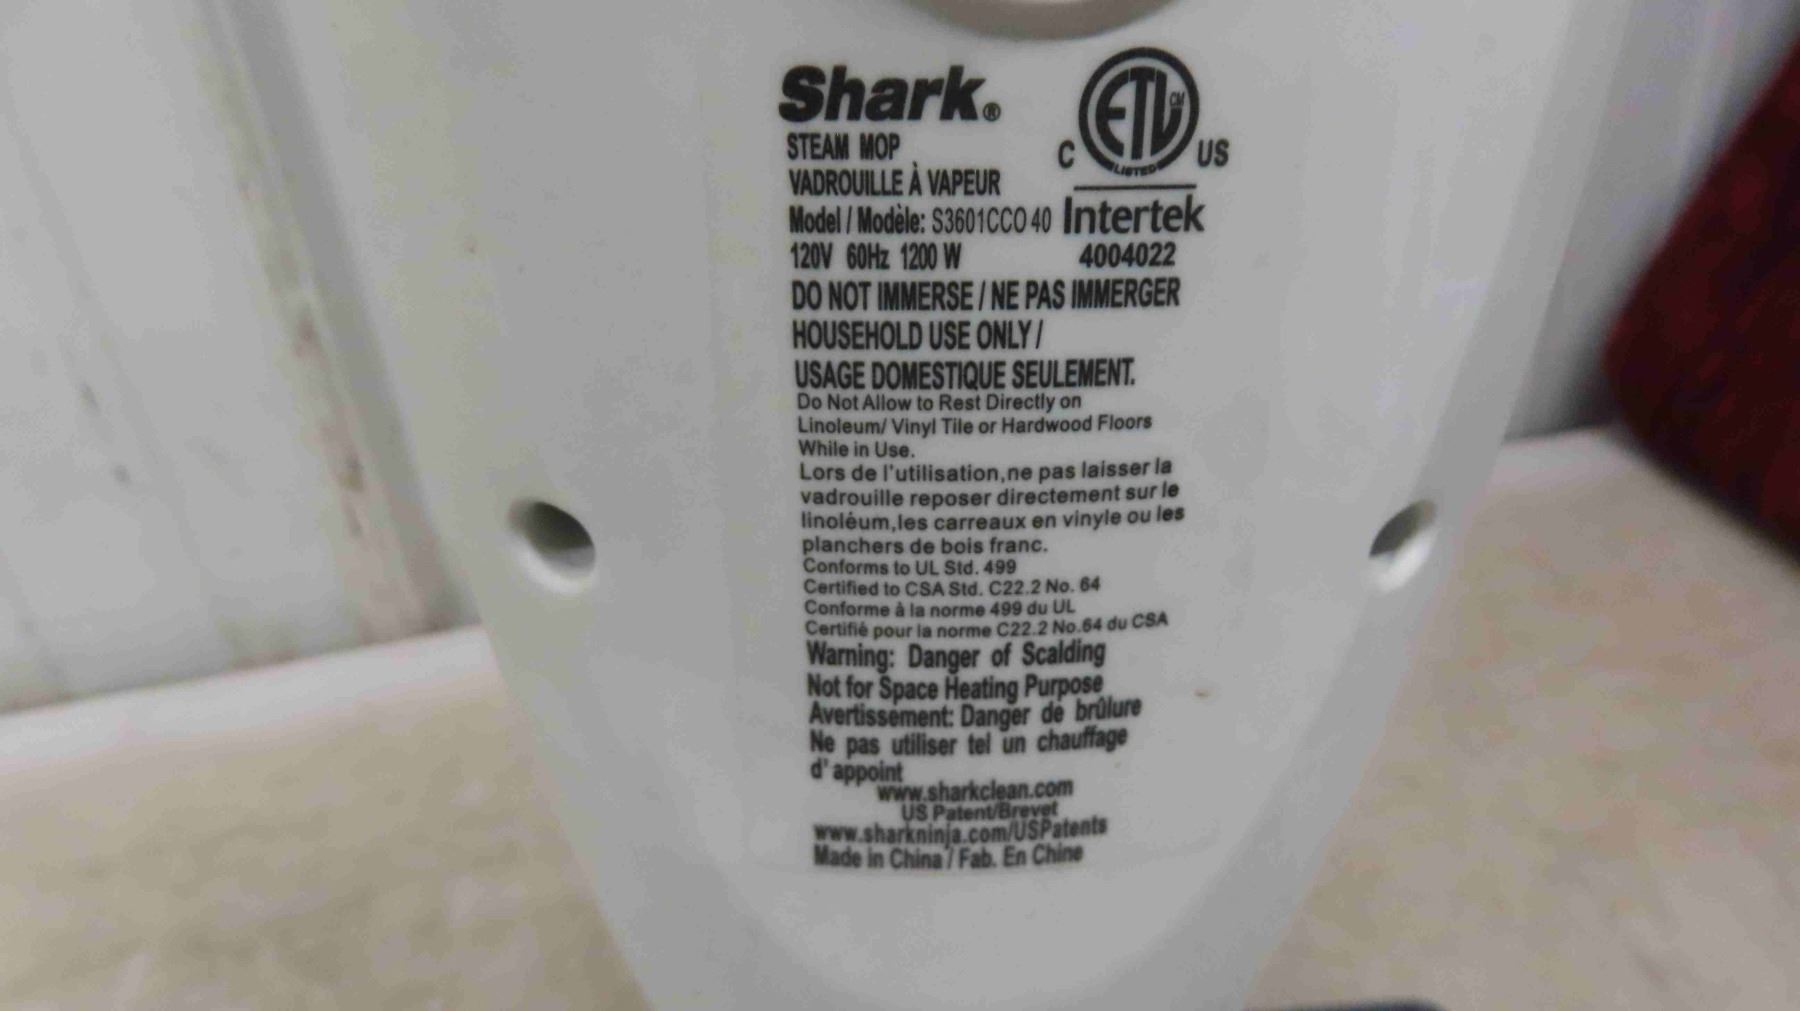 Shark®
STEAM MOP
VADROUILLE À VAPEUR
Model / Modèle: S3601CCO 40
120V 60Hz 1200 W
ETL CM
LISTED
C US
Intertek
4004022
DO NOT IMMERSE / NE PAS IMMERGER
HOUSEHOLD USE ONLY /
USAGE DOMESTIQUE SEULEMENT.
Do Not Allow to Rest Directly on
Linoleum/ Vinyl Tile or Hardwood Floors
While in Use.
Lors de l'utilisation,ne pas laisser la
vadrouille reposer directement sur le
linoléum,les carreaux en vinyle ou les
planchers de bois franc.
Conforms to UL Std. 499
Certified to CSA Std. C22.2 No. 64
Conforme à la norme 499 du UL
Certifié pour la norme C22.2 No.64 du CSA
Warning: Danger of Scalding
Not for Space Heating Purpose
Avertissement: Danger de brûlure
Ne pas utiliser tel un chauffage
d' appoint
www.sharkclean.com
US Patent/Brevet
www.sharkninja.com/USPatents
Made in China / Fab. En Chine